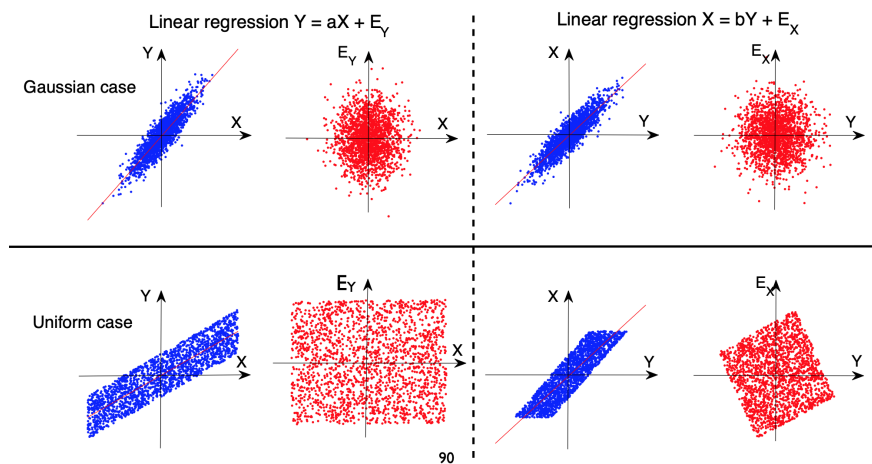 Linear regression Y = aX + E_Y
Linear regression X = bY + E_X
Gaussian case
Y
X
E_Y
X
X
Y
E_X
Y
Uniform case
Y
X
E_Y
X
X
Y
E_X
Y
90